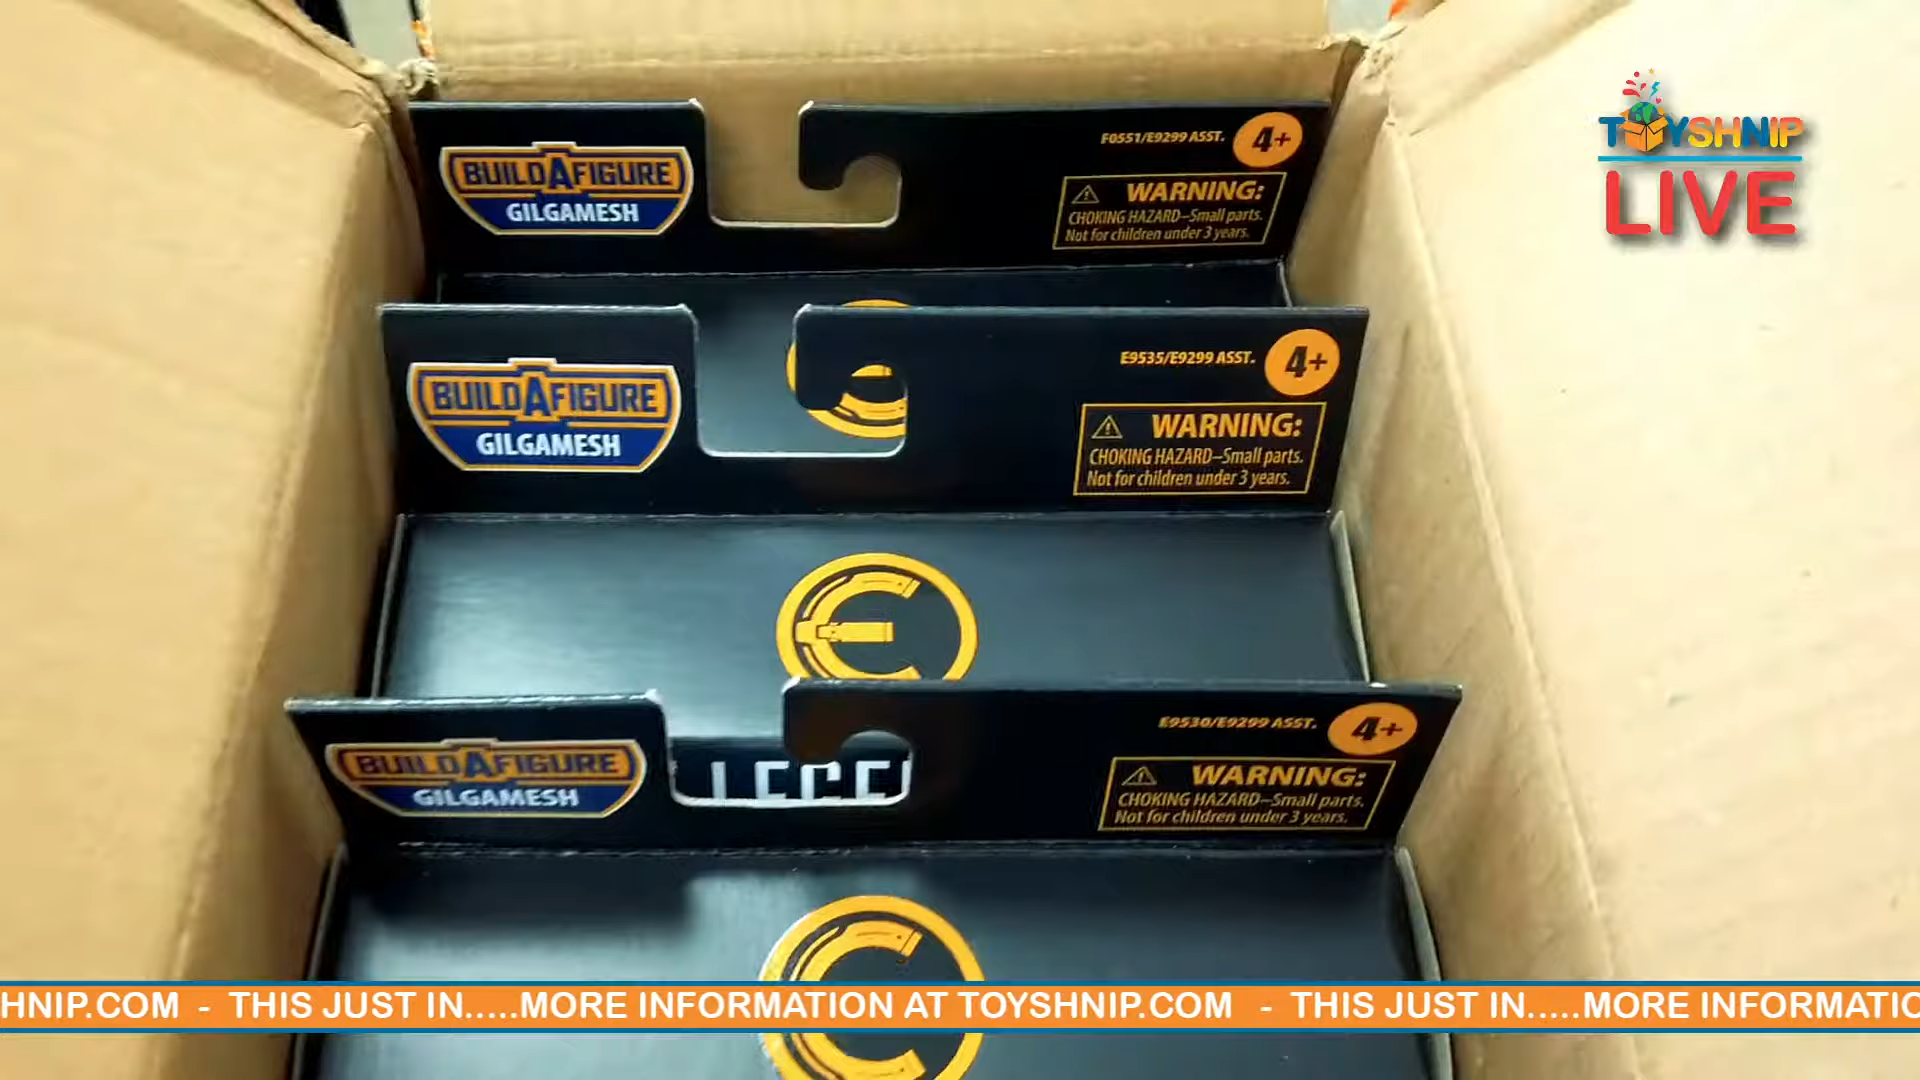 TOYSHNIP
LIVE
BUILD A FIGURE
GILGAMESH
F0551/E9299 ASST.
4+
WARNING:
CHOKING HAZARD–Small parts.
Not for children under 3 years.
BUILD A FIGURE
GILGAMESH
E9535/E9299 ASST.
4+
WARNING:
CHOKING HAZARD–Small parts.
Not for children under 3 years.
BUILD A FIGURE
GILGAMESH
LEGE
E9530/E9299 ASST.
4+
WARNING:
CHOKING HAZARD–Small parts.
Not for children under 3 years.
HNIP.COM - THIS JUST IN.....MORE INFORMATION AT TOYSHNIP.COM - THIS JUST IN.....MORE INFORMATIO